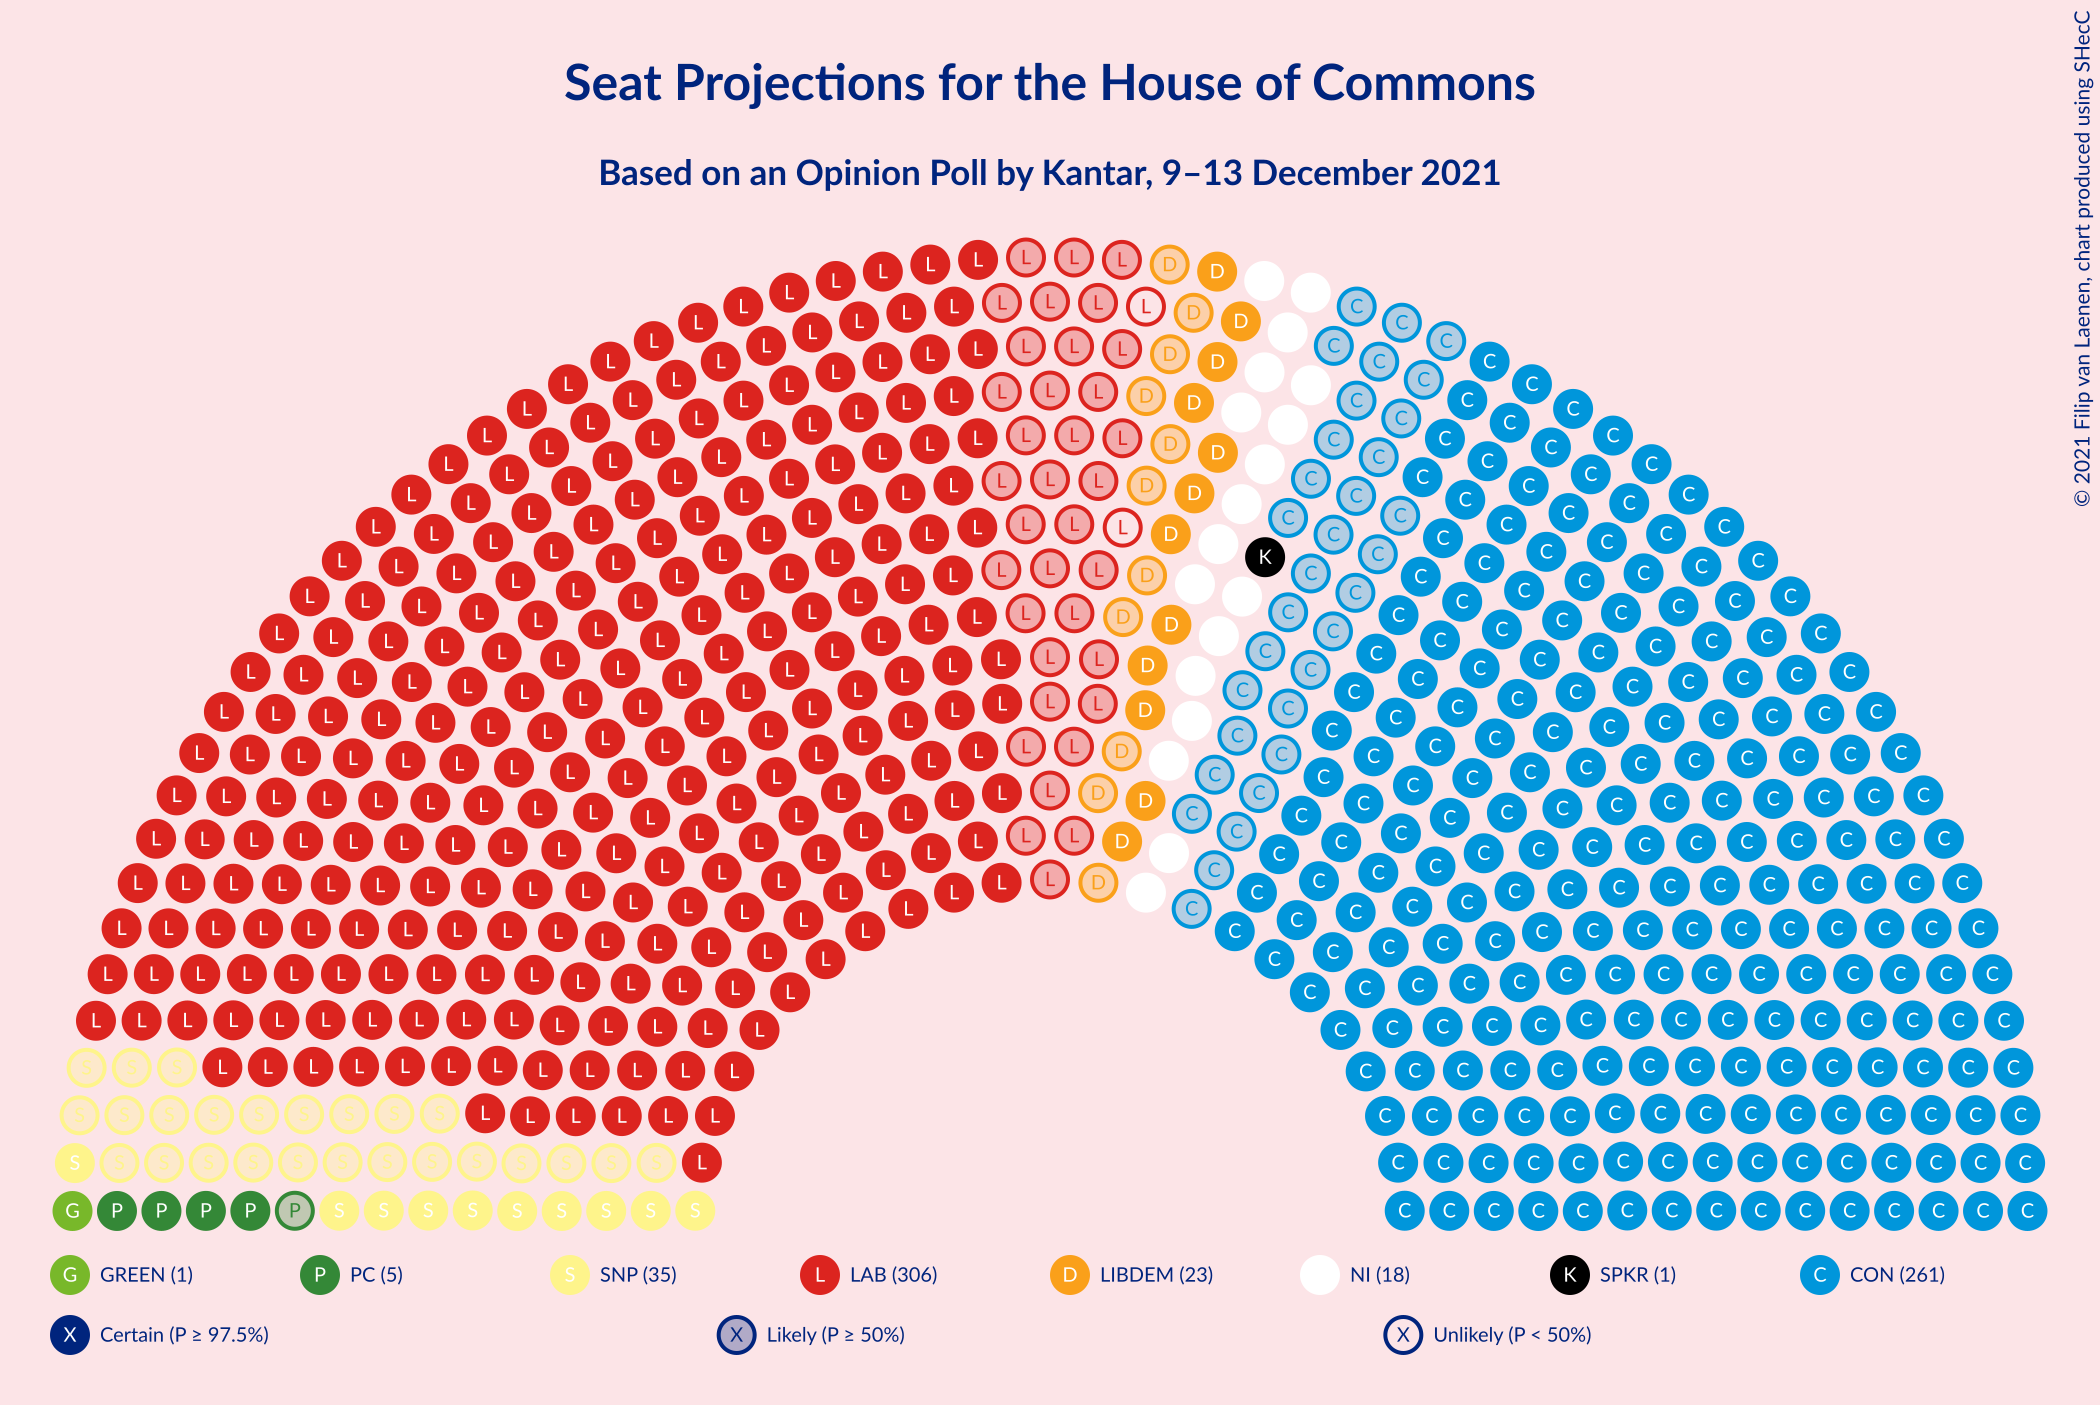 Seat Projections for the House of Commons
Based on an Opinion Poll by Kantar, 9–13 December 2021
© 2021 Filip van Laenen, chart produced using SHecC
G GREEN (1)
P PC (5)
S SNP (35)
L LAB (306)
D LIBDEM (23)
NI (18)
K SPKR (1)
C CON (261)
X Certain (P ≥ 97.5%)
X Likely (P ≥ 50%)
X Unlikely (P < 50%)